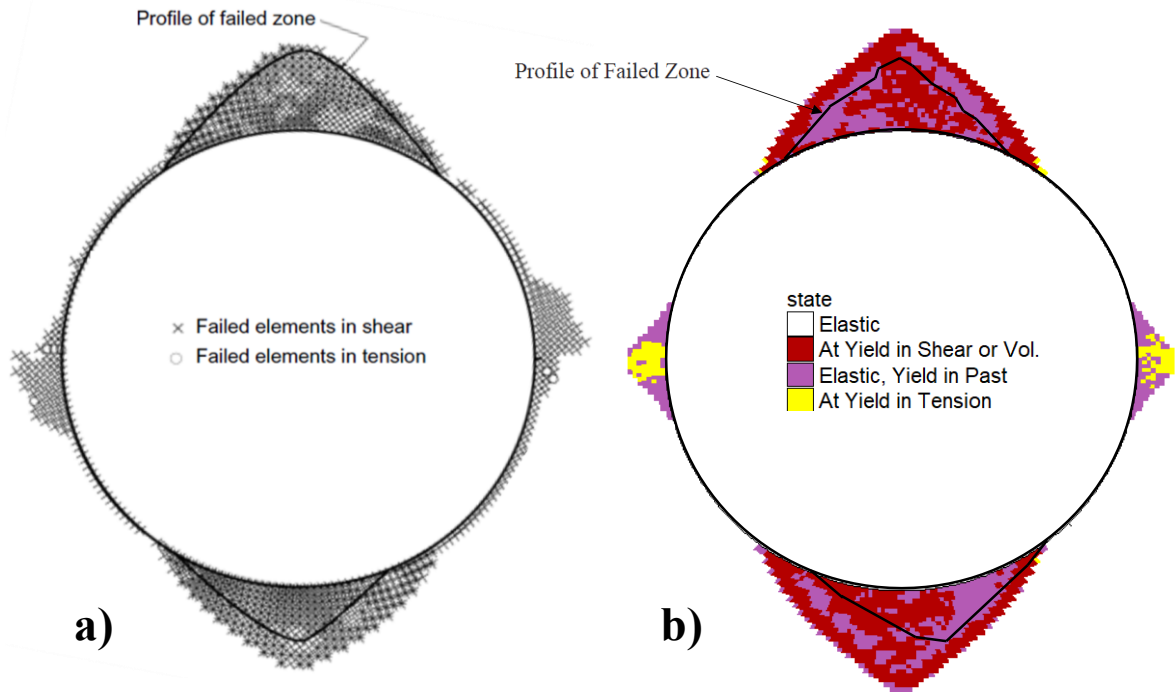 Profile of failed zone
Failed elements in shear
Failed elements in tension
a)
Profile of Failed Zone
state
Elastic
At Yield in Shear or Vol.
Elastic, Yield in Past
At Yield in Tension
b)